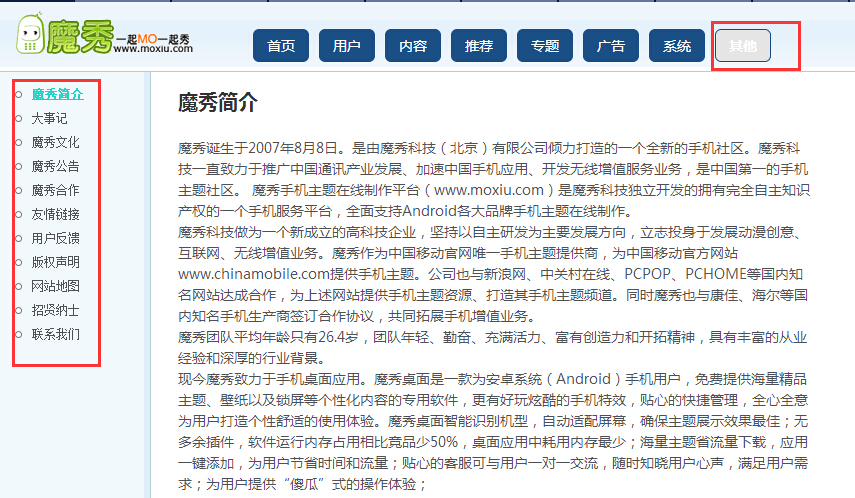 魔秀一起MO一起秀
www.moxiu.com
首页 用户 内容 推荐 专题 广告 系统 其他
魔秀简介
大事记
魔秀文化
魔秀公告
魔秀合作
友情链接
用户反馈
版权声明
网站地图
招贤纳士
联系我们
魔秀简介
魔秀诞生于2007年8月8日。是由魔秀科技（北京）有限公司倾力打造的一个全新的手机社区。魔秀科
技一直致力于推广中国通讯产业发展、加速中国手机应用、开发无线增值服务业务，是中国第一的手机
主题社区。 魔秀手机主题在线制作平台（www.moxiu.com）是魔秀科技独立开发的拥有完全自主知识
产权的一个手机服务平台，全面支持Android各大品牌手机主题在线制作。
魔秀科技做为一个新成立的高科技企业，坚持以自主研发为主要发展方向，立志投身于发展动漫创意、
互联网、无线增值业务。魔秀作为中国移动官网唯一手机主题提供商，为中国移动官方网站
www.chinamobile.com提供手机主题。公司也与新浪网、中关村在线、PCPOP、PCHOME等国内知
名网站达成合作，为上述网站提供手机主题资源、打造其手机主题频道。同时魔秀也与康佳、海尔等国
内知名手机生产商签订合作协议，共同拓展手机增值业务。
魔秀团队平均年龄只有26.4岁，团队年轻、勤奋、充满活力、富有创造力和开拓精神，具有丰富的从业
经验和深厚的行业背景。
现今魔秀致力于手机桌面应用。魔秀桌面是一款为安卓系统（Android）手机用户，免费提供海量精品
主题、壁纸以及锁屏等个性化内容的专用软件，更有好玩炫酷的手机特效，贴心的快捷管理，全心全意
为用户打造个性舒适的使用体验。魔秀桌面智能识别机型，自动适配屏幕，确保主题展示效果最佳；无
多余插件，软件运行内存占用相比竞品少50%，桌面应用中耗用内存最少；海量主题省流量下载，应用
一键添加，为用户节省时间和流量；贴心的客服可与用户一对一交流，随时知晓用户心声，满足用户需
求；为用户提供“傻瓜”式的操作体验；